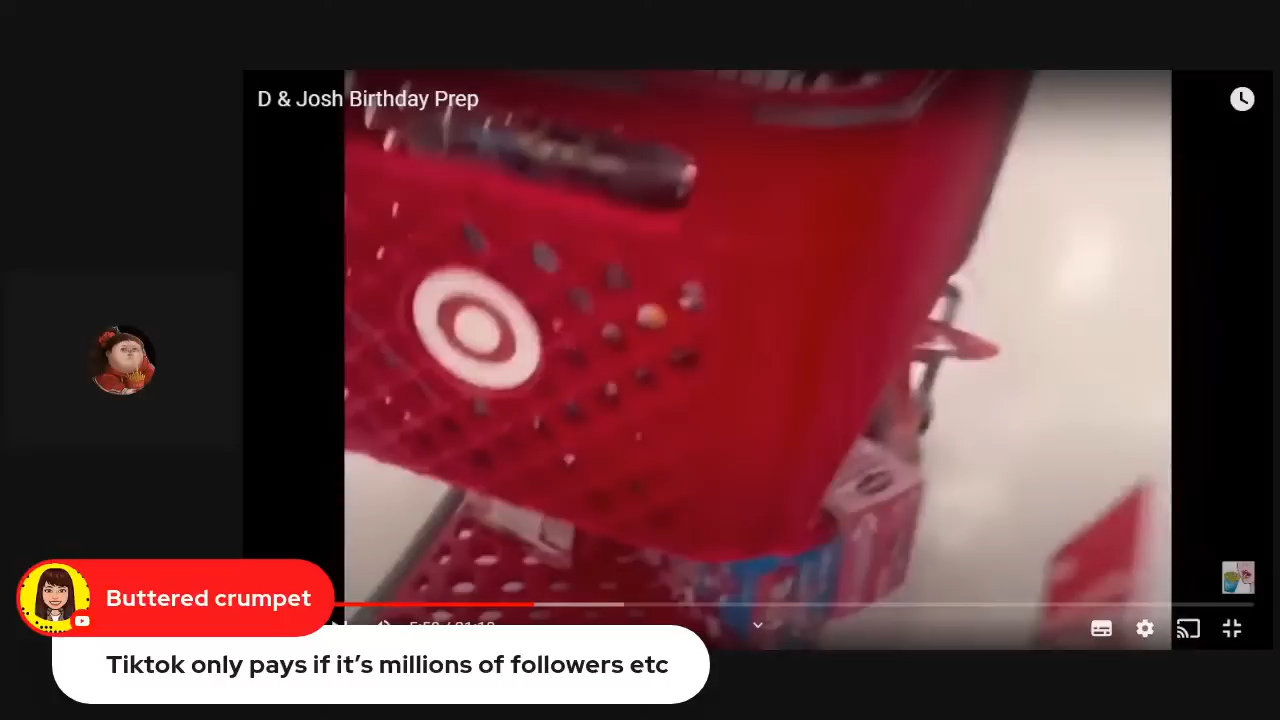 D & Josh Birthday Prep
Buttered crumpet
Tiktok only pays if it’s millions of followers etc